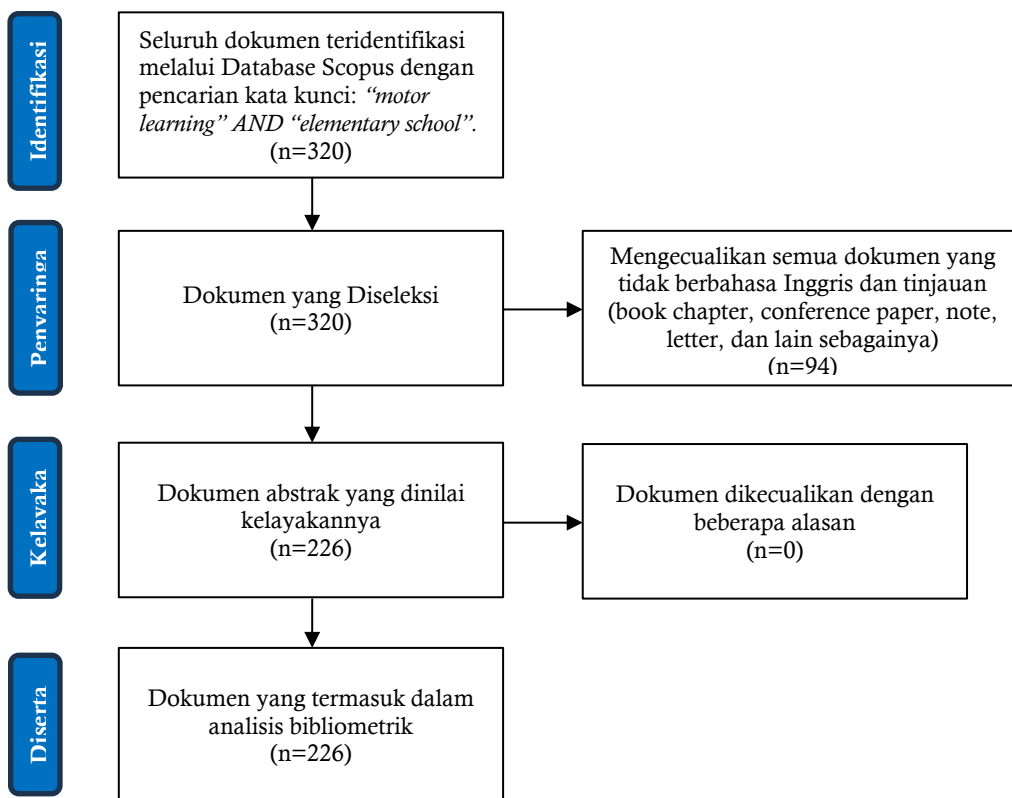 Identifikasi
Seluruh dokumen teridentifikasi
melalui Database Scopus dengan
pencarian kata kunci: “motor
learning” AND “elementary school”.
(n=320)
Penyaringa
Dokumen yang Diseleksi
(n=320)
Mengecualikan semua dokumen yang
tidak berbahasa Inggris dan tinjauan
(book chapter, conference paper, note,
letter, dan lain sebagainya)
(n=94)
Kelayaka
Dokumen abstrak yang dinilai
kelayakannya
(n=226)
Dokumen dikecualikan dengan
beberapa alasan
(n=0)
Diserta
Dokumen yang termasuk dalam
analisis bibliometrik
(n=226)